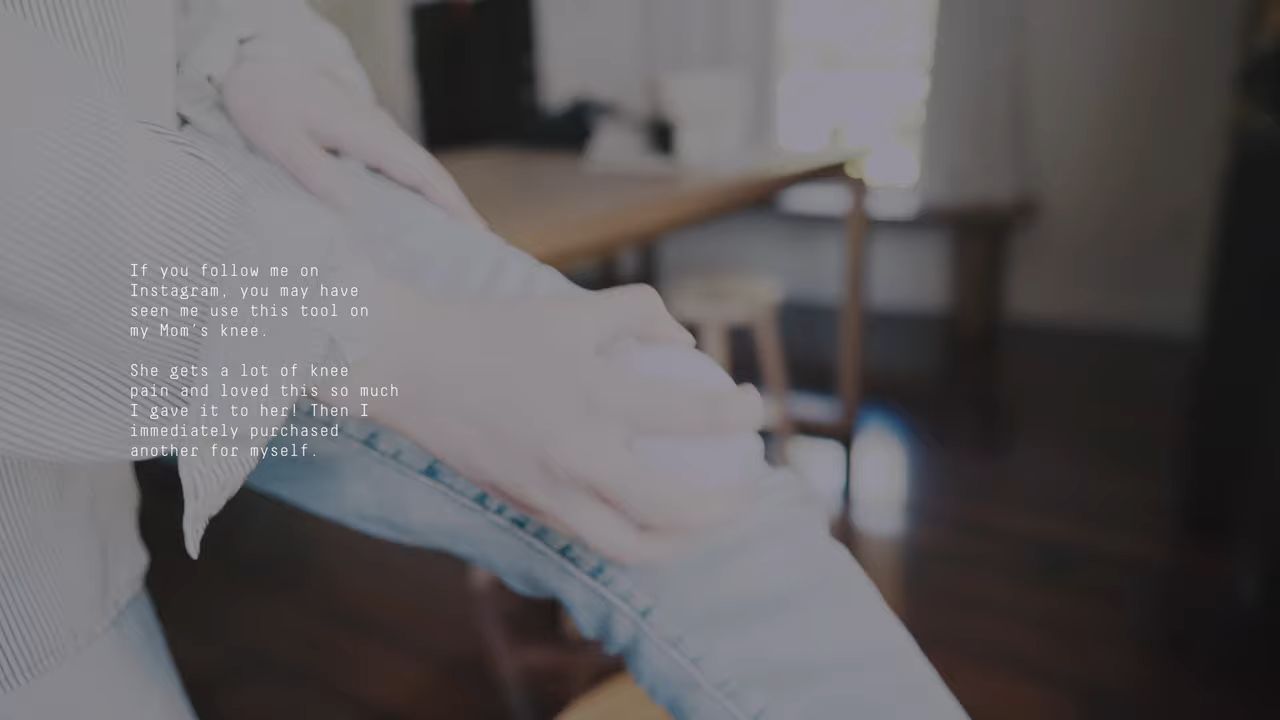 If you follow me on
Instagram, you may have
seen me use this tool on
my Mom's knee.
She gets a lot of knee
pain and loved this so much
I gave it to her! Then I
immediately purchased
another for myself.